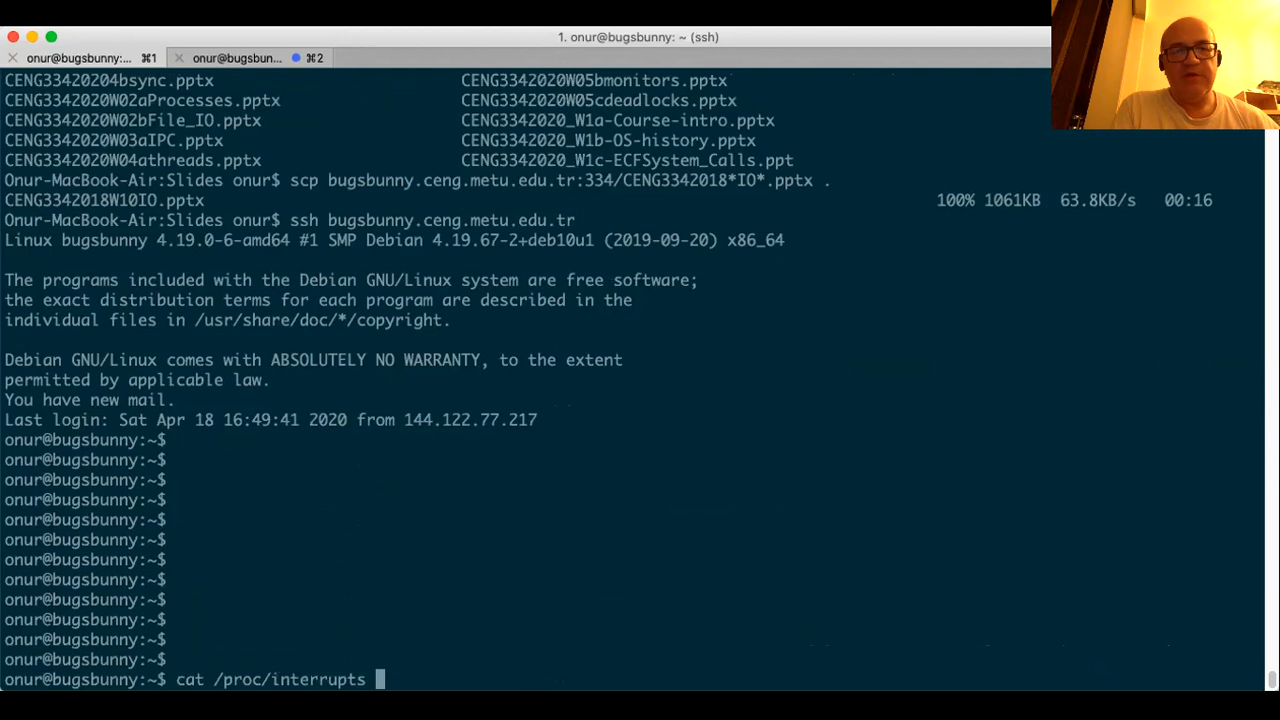 1. onur@bugsbunny: ~ (ssh)
onur@bugsbunny:... ⌘1 onur@bugsbun... ⌘2
CENG33420204bsync.pptx CENG3342020W05bmonitors.pptx
CENG3342020W02aProcesses.pptx CENG3342020W05cdeadlocks.pptx
CENG3342020W02bFile_IO.pptx CENG3342020_W1a-Course-intro.pptx
CENG3342020W03aIPC.pptx CENG3342020_W1b-OS-history.pptx
CENG3342020W04athreads.pptx CENG3342020_W1c-ECFSystem_Calls.ppt
Onur-MacBook-Air:Slides onur$ scp bugsbunny.ceng.metu.edu.tr:334/CENG3342018*IO*.pptx .
CENG3342018W10IO.pptx 100% 1061KB 63.8KB/s 00:16
Onur-MacBook-Air:Slides onur$ ssh bugsbunny.ceng.metu.edu.tr
Linux bugsbunny 4.19.0-6-amd64 #1 SMP Debian 4.19.67-2+deb10u1 (2019-09-20) x86_64
The programs included with the Debian GNU/Linux system are free software;
the exact distribution terms for each program are described in the
individual files in /usr/share/doc/*/copyright.
Debian GNU/Linux comes with ABSOLUTELY NO WARRANTY, to the extent
permitted by applicable law.
You have new mail.
Last login: Sat Apr 18 16:49:41 2020 from 144.122.77.217
onur@bugsbunny:~$
onur@bugsbunny:~$
onur@bugsbunny:~$
onur@bugsbunny:~$
onur@bugsbunny:~$
onur@bugsbunny:~$
onur@bugsbunny:~$
onur@bugsbunny:~$
onur@bugsbunny:~$
onur@bugsbunny:~$
onur@bugsbunny:~$
onur@bugsbunny:~$
onur@bugsbunny:~$ cat /proc/interrupts